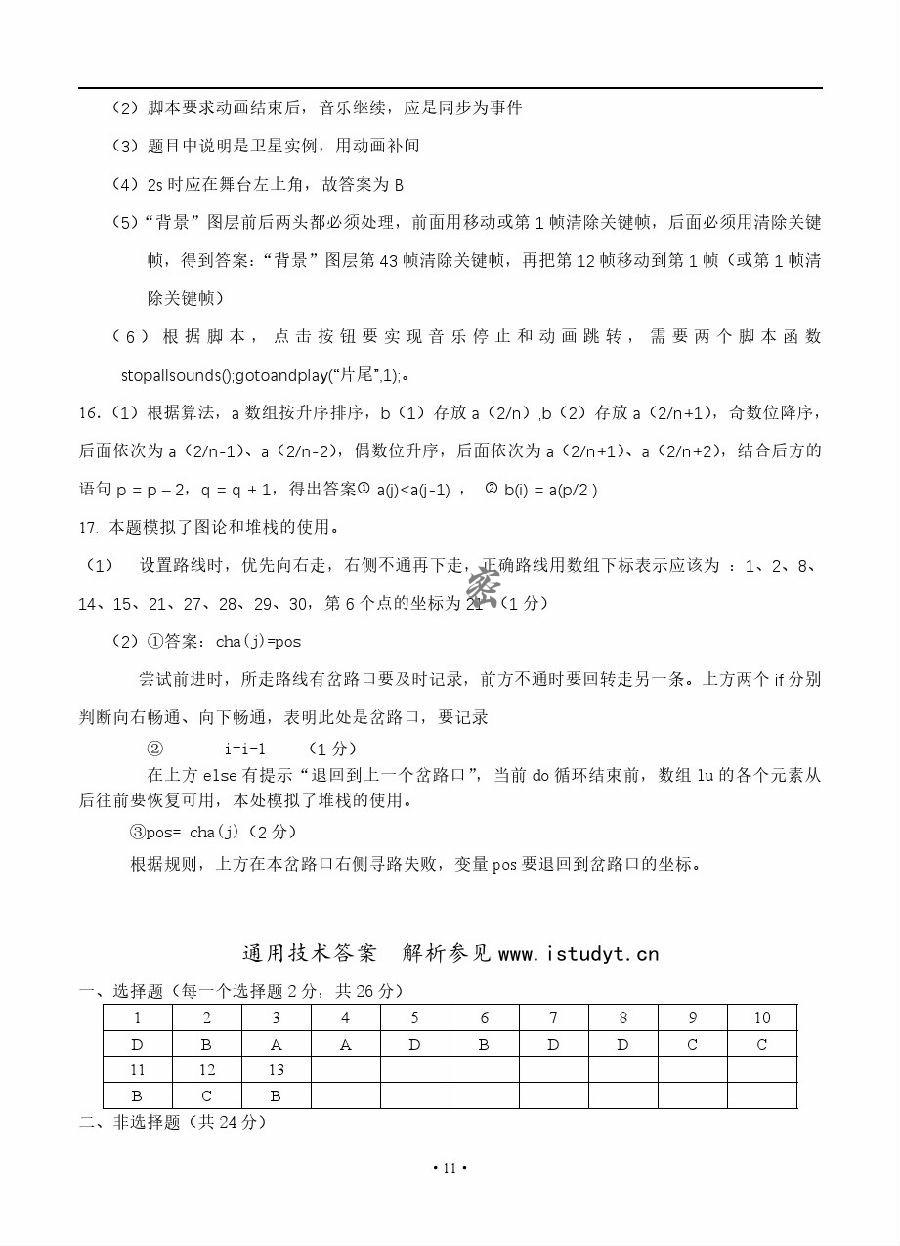 （2）脚本要求动画结束后，音乐继续，应是同步为事件
（3）题目中说明是卫星实例，用动画补间
（4）2s 时应在舞台左上角，故答案为 B
（5）“背景”图层前后两头都必须处理，前面用移动或第 1 帧清除关键帧，后面必须用清除关键
帧，得到答案：“背景”图层第 43 帧清除关键帧，再把第 12 帧移动到第 1 帧（或第 1 帧清
除关键帧）
（6）根据脚本，点击按钮要实现音乐停止和动画跳转，需要两个脚本函数
stopallsounds();gotoandplay(“片尾”,1);。
16.（1）根据算法，a 数组按升序排序，b（1）存放 a（2/n）,b（2）存放 a（2/n+1），奇数位降序，
后面依次为 a（2/n-1）、a（2/n-2），偶数位升序，后面依次为 a（2/n+1）、a（2/n+2），结合后方的
语句 p = p – 2，q = q + 1，得出答案① a(j)<a(j-1) ， ② b(i) = a(p/2 )
17. 本题模拟了图论和堆栈的使用。
（1） 设置路线时，优先向右走，右侧不通再下走，正确路线用数组下标表示应该为 ：1、2、8、
14、15、21、27、28、29、30，第 6 个点的坐标为 21 （1 分）
密
（2）①答案：cha(j)=pos
尝试前进时，所走路线有岔路口要及时记录，前方不通时要回转走另一条。上方两个 if 分别
判断向右畅通、向下畅通，表明此处是岔路口，要记录
② i-i-1 （1 分）
在上方 else 有提示“退回到上一个岔路口”，当前 do 循环结束前，数组 lu 的各个元素从
后往前要恢复可用，本处模拟了堆栈的使用。
③pos= cha(j)（2 分）
根据规则，上方在本岔路口右侧寻路失败，变量 pos 要退回到岔路口的坐标。
通用技术答案 解析参见 www.istudyt.cn
一、选择题（每一个选择题 2 分，共 26 分）
1 2 3 4 5 6 7 8 9 10
D B A A D B D D C C
11 12 13
B C B
二、非选择题（共 24 分）
· 11 ·